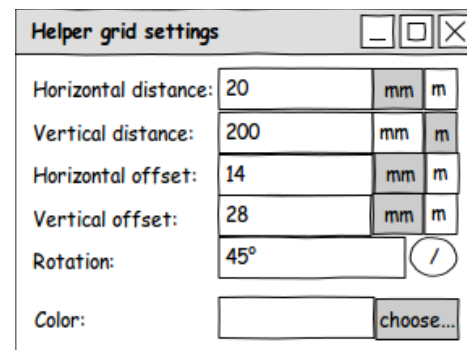 Helper grid settings
Horizontal distance: 20 mm m
Vertical distance: 200 mm m
Horizontal offset: 14 mm m
Vertical offset: 28 mm m
Rotation: 45° /
Color: choose...